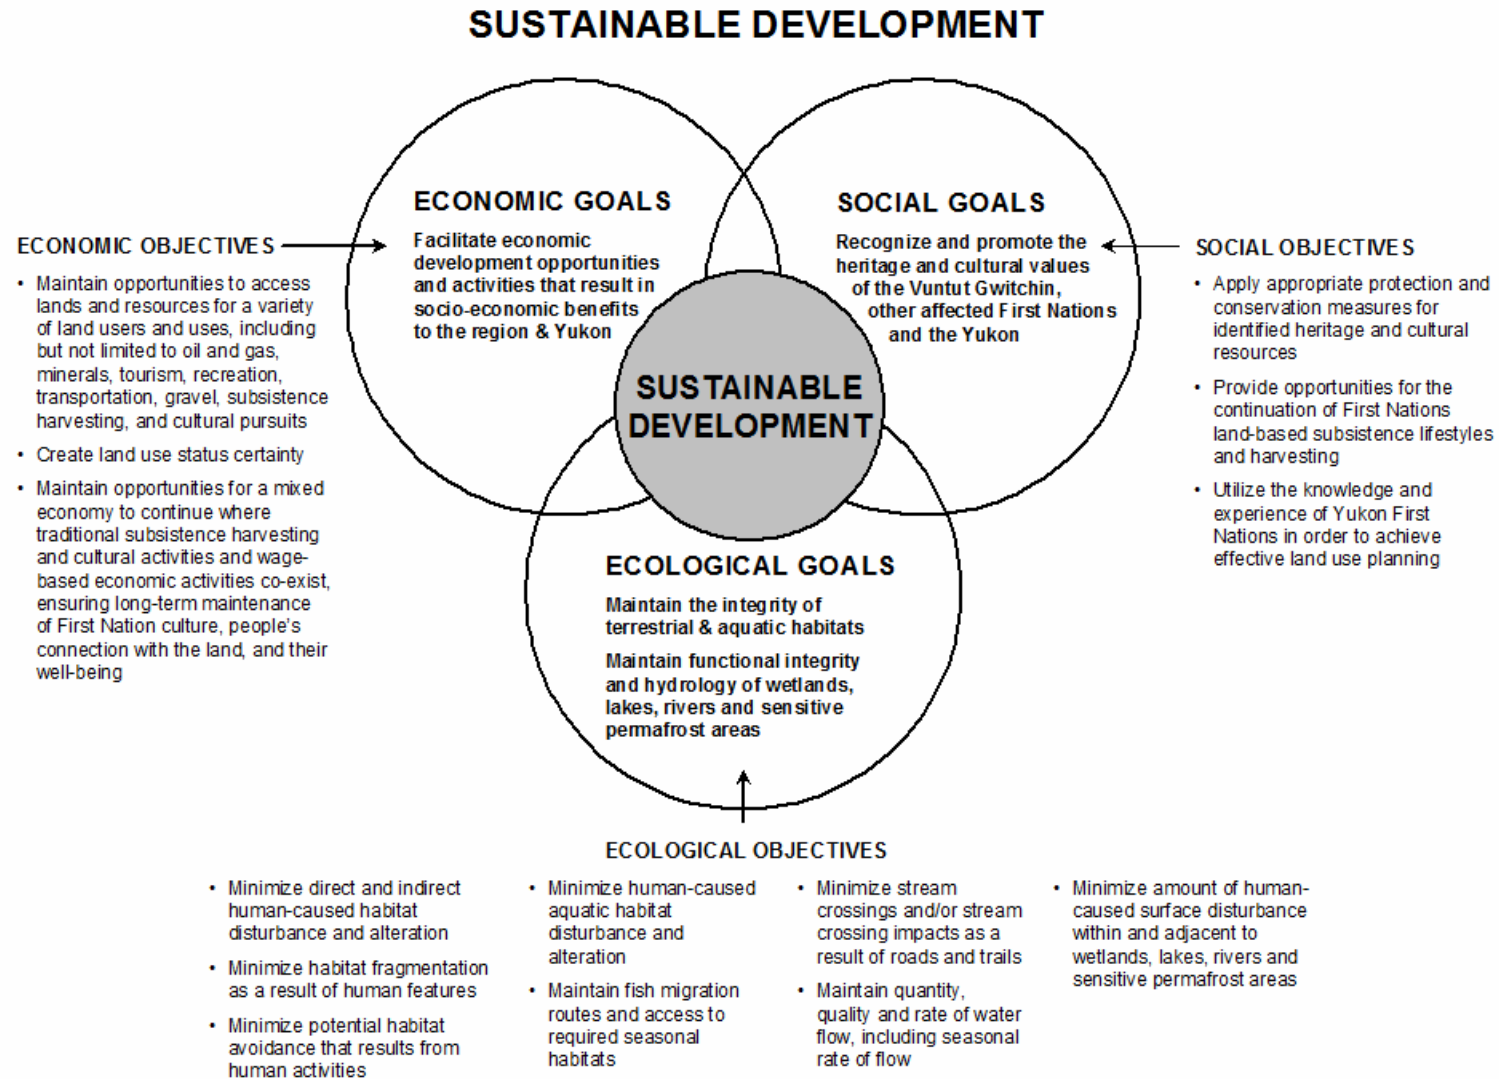 SUSTAINABLE DEVELOPMENT
ECONOMIC GOALS
Facilitate economic
development opportunities
and activities that result in
socio-economic benefits
to the region & Yukon
SOCIAL GOALS
Recognize and promote the
heritage and cultural values
of the Vuntut Gwitchin,
other affected First Nations
and the Yukon
SUSTAINABLE
DEVELOPMENT
ECOLOGICAL GOALS
Maintain the integrity of
terrestrial & aquatic habitats
Maintain functional integrity
and hydrology of wetlands,
lakes, rivers and sensitive
permafrost areas
ECONOMIC OBJECTIVES
• Maintain opportunities to access
lands and resources for a variety
of land users and uses, including
but not limited to oil and gas,
minerals, tourism, recreation,
transportation, gravel, subsistence
harvesting, and cultural pursuits
• Create land use status certainty
• Maintain opportunities for a mixed
economy to continue where
traditional subsistence harvesting
and cultural activities and wage-
based economic activities co-exist,
ensuring long-term maintenance
of First Nation culture, people's
connection with the land, and their
well-being
SOCIAL OBJECTIVES
• Apply appropriate protection and
conservation measures for
identified heritage and cultural
resources
• Provide opportunities for the
continuation of First Nations
land-based subsistence lifestyles
and harvesting
• Utilize the knowledge and
experience of Yukon First
Nations in order to achieve
effective land use planning
ECOLOGICAL OBJECTIVES
• Minimize direct and indirect
human-caused habitat
disturbance and alteration
• Minimize habitat fragmentation
as a result of human features
• Minimize potential habitat
avoidance that results from
human activities
• Minimize human-caused
aquatic habitat
disturbance and
alteration
• Maintain fish migration
routes and access to
required seasonal
habitats
• Minimize stream
crossings and/or stream
crossing impacts as a
result of roads and trails
• Maintain quantity,
quality and rate of water
flow, including seasonal
rate of flow
• Minimize amount of human-
caused surface disturbance
within and adjacent to
wetlands, lakes, rivers and
sensitive permafrost areas